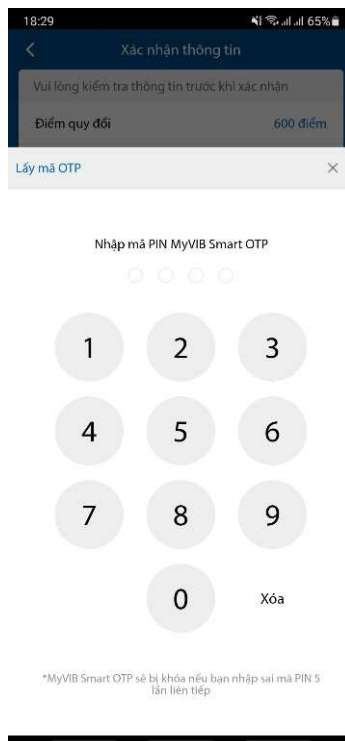 18:29
65%
Xác nhận thông tin
Vui lòng kiểm tra thông tin trước khi xác nhận
Điểm quy đổi 600 điểm
Lấy mã OTP
Nhập mã PIN MyVIB Smart OTP
1 2 3
4 5 6
7 8 9
0 Xóa
*MyVIB Smart OTP sẽ bị khóa nếu bạn nhập sai mã PIN 5
lần liên tiếp